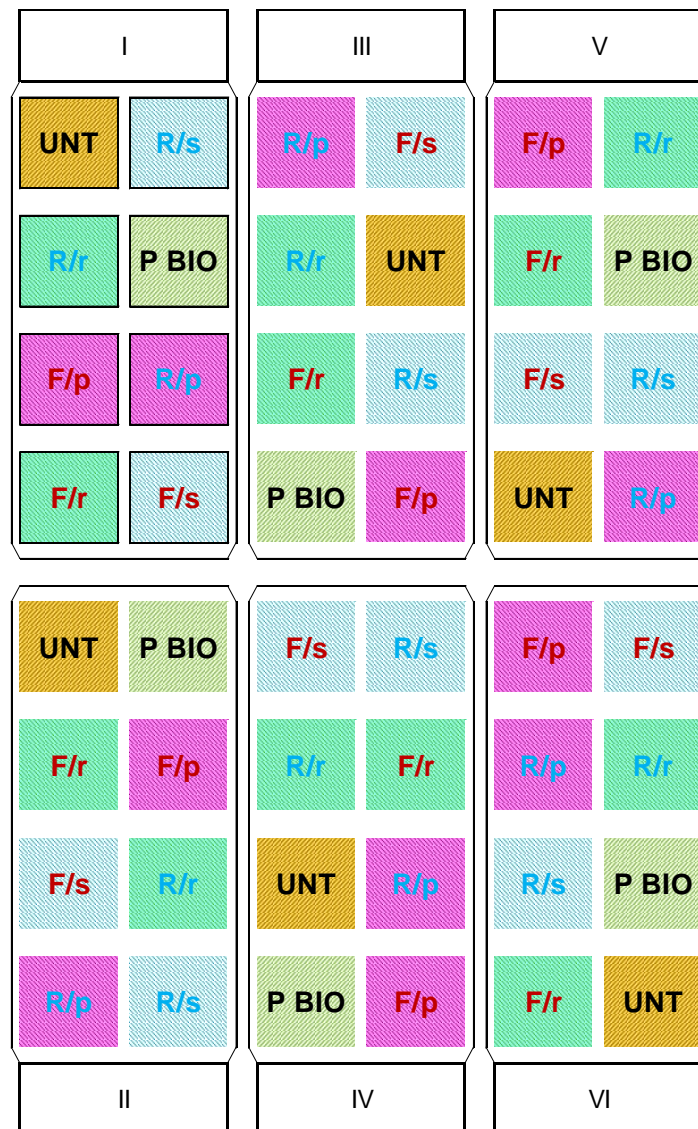 I III V
UNT R/s R/p F/s F/p R/r
R/r P BIO R/r UNT F/r P BIO
F/p R/p F/r R/s F/s R/s
F/r F/s P BIO F/p UNT R/p
UNT P BIO F/s R/s F/p F/s
F/r F/p R/r F/r R/p R/r
F/s R/r UNT R/p R/s P BIO
R/p R/s P BIO F/p F/r UNT
II IV VI